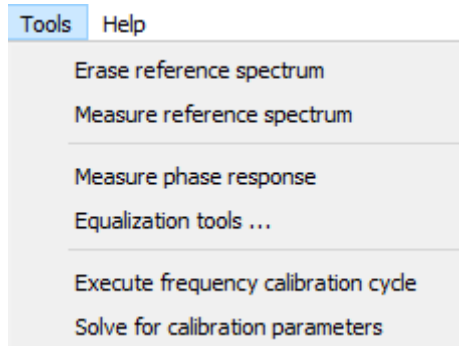 Tools Help
Erase reference spectrum
Measure reference spectrum
Measure phase response
Equalization tools ...
Execute frequency calibration cycle
Solve for calibration parameters